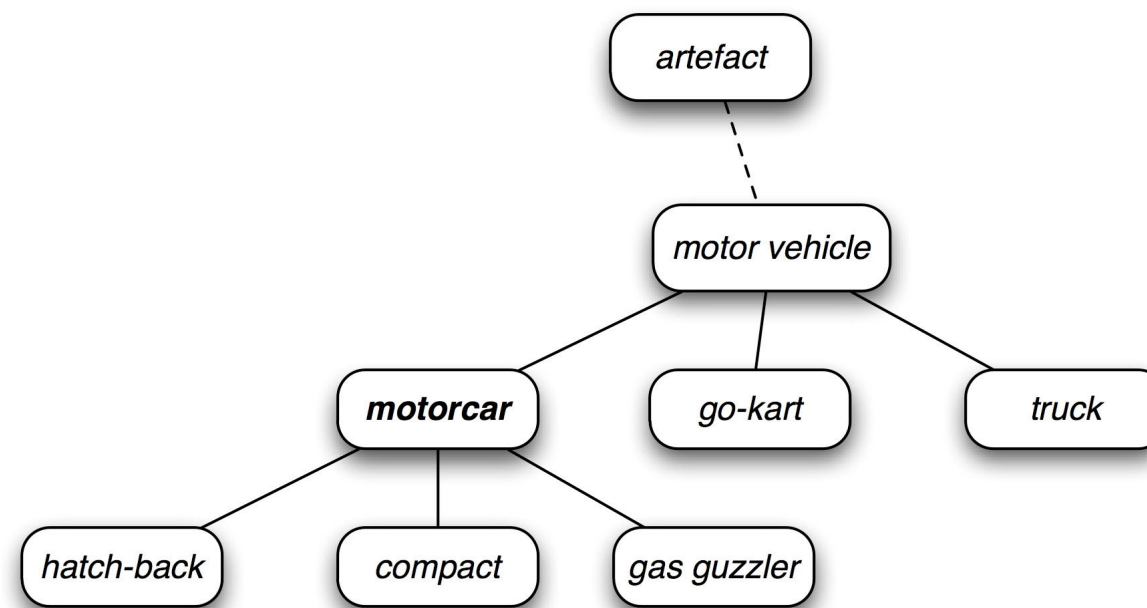 artefact
motor vehicle
motorcar
go-kart
truck
hatch-back
compact
gas guzzler